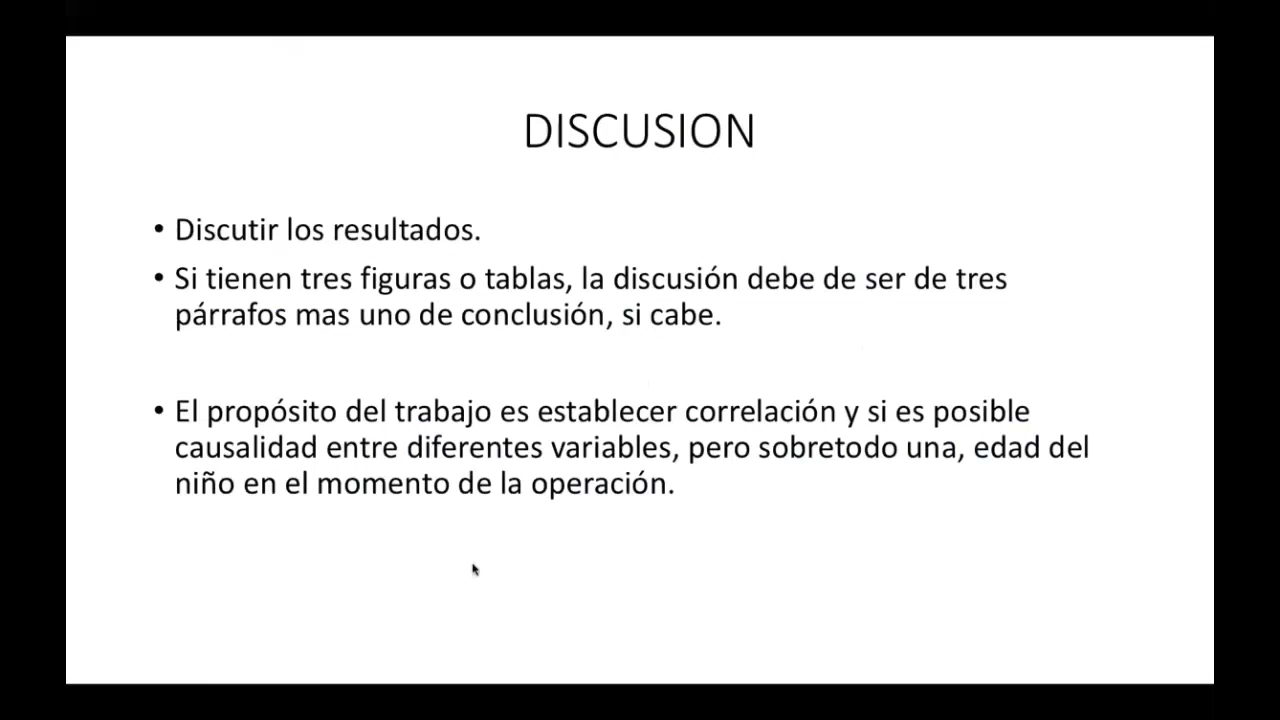 DISCUSION
• Discutir los resultados.
• Si tienen tres figuras o tablas, la discusión debe de ser de tres
párrafos mas uno de conclusión, si cabe.
• El propósito del trabajo es establecer correlación y si es posible
causalidad entre diferentes variables, pero sobretodo una, edad del
niño en el momento de la operación.